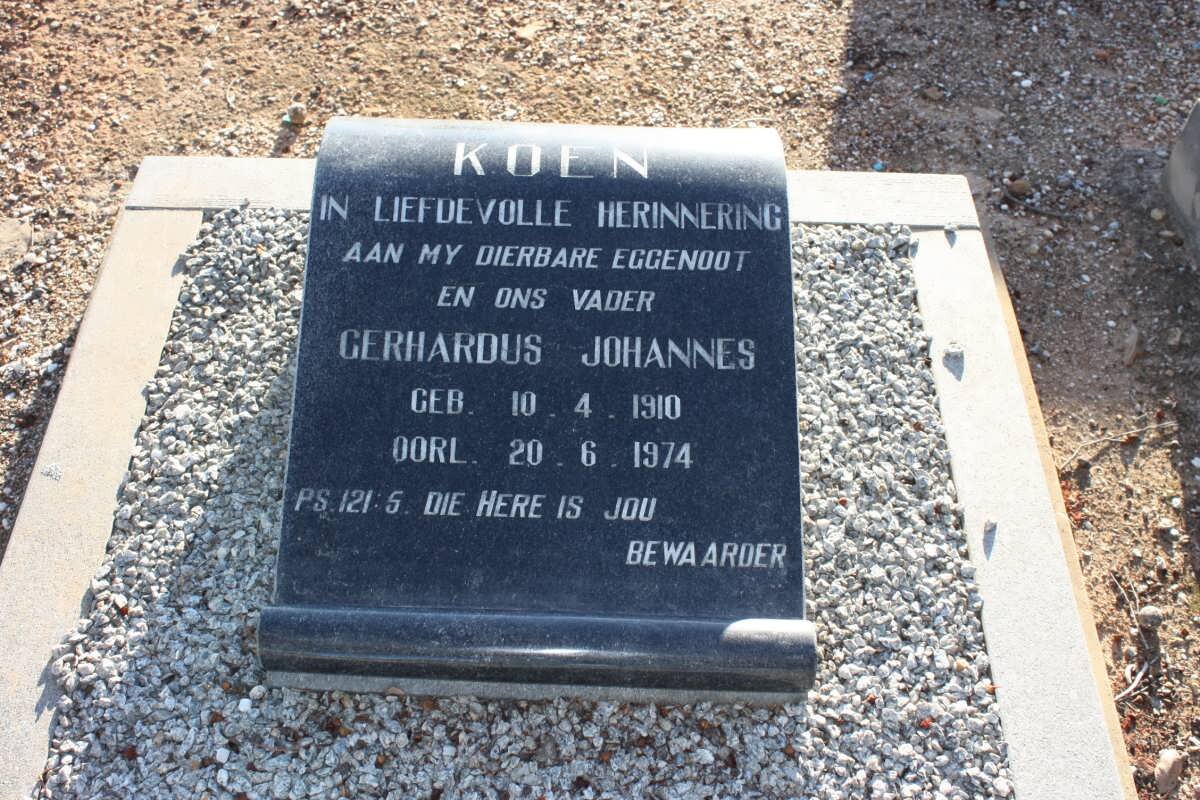 KOEN
IN LIEFDEVOLLE HERINNERING
AAN MY DIERBARE EGGENOOT
EN ONS VADER
GERHARDUS JOHANNES
GEB. 10.4.1910
OORL. 20.6.1974
PS.121:5. DIE HERE IS JOU
BEWAARDER